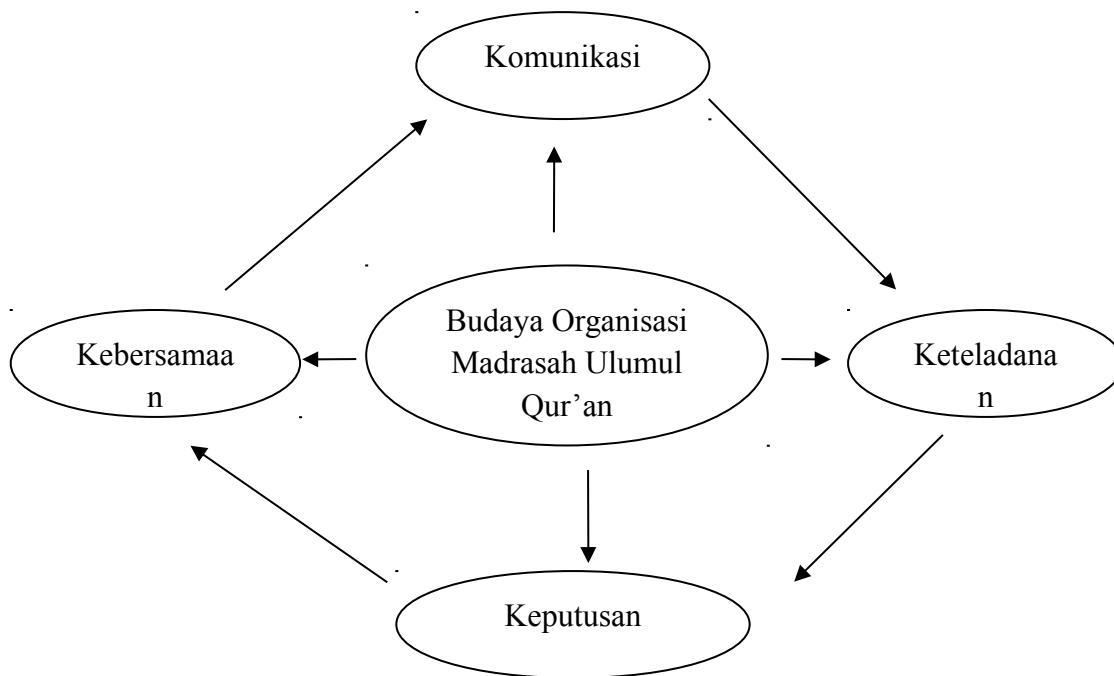 Komunikasi
Budaya Organisasi
Madrasah Ulumul
Qur’an
Kebersamaa
n
Keteladana
n
Keputusan